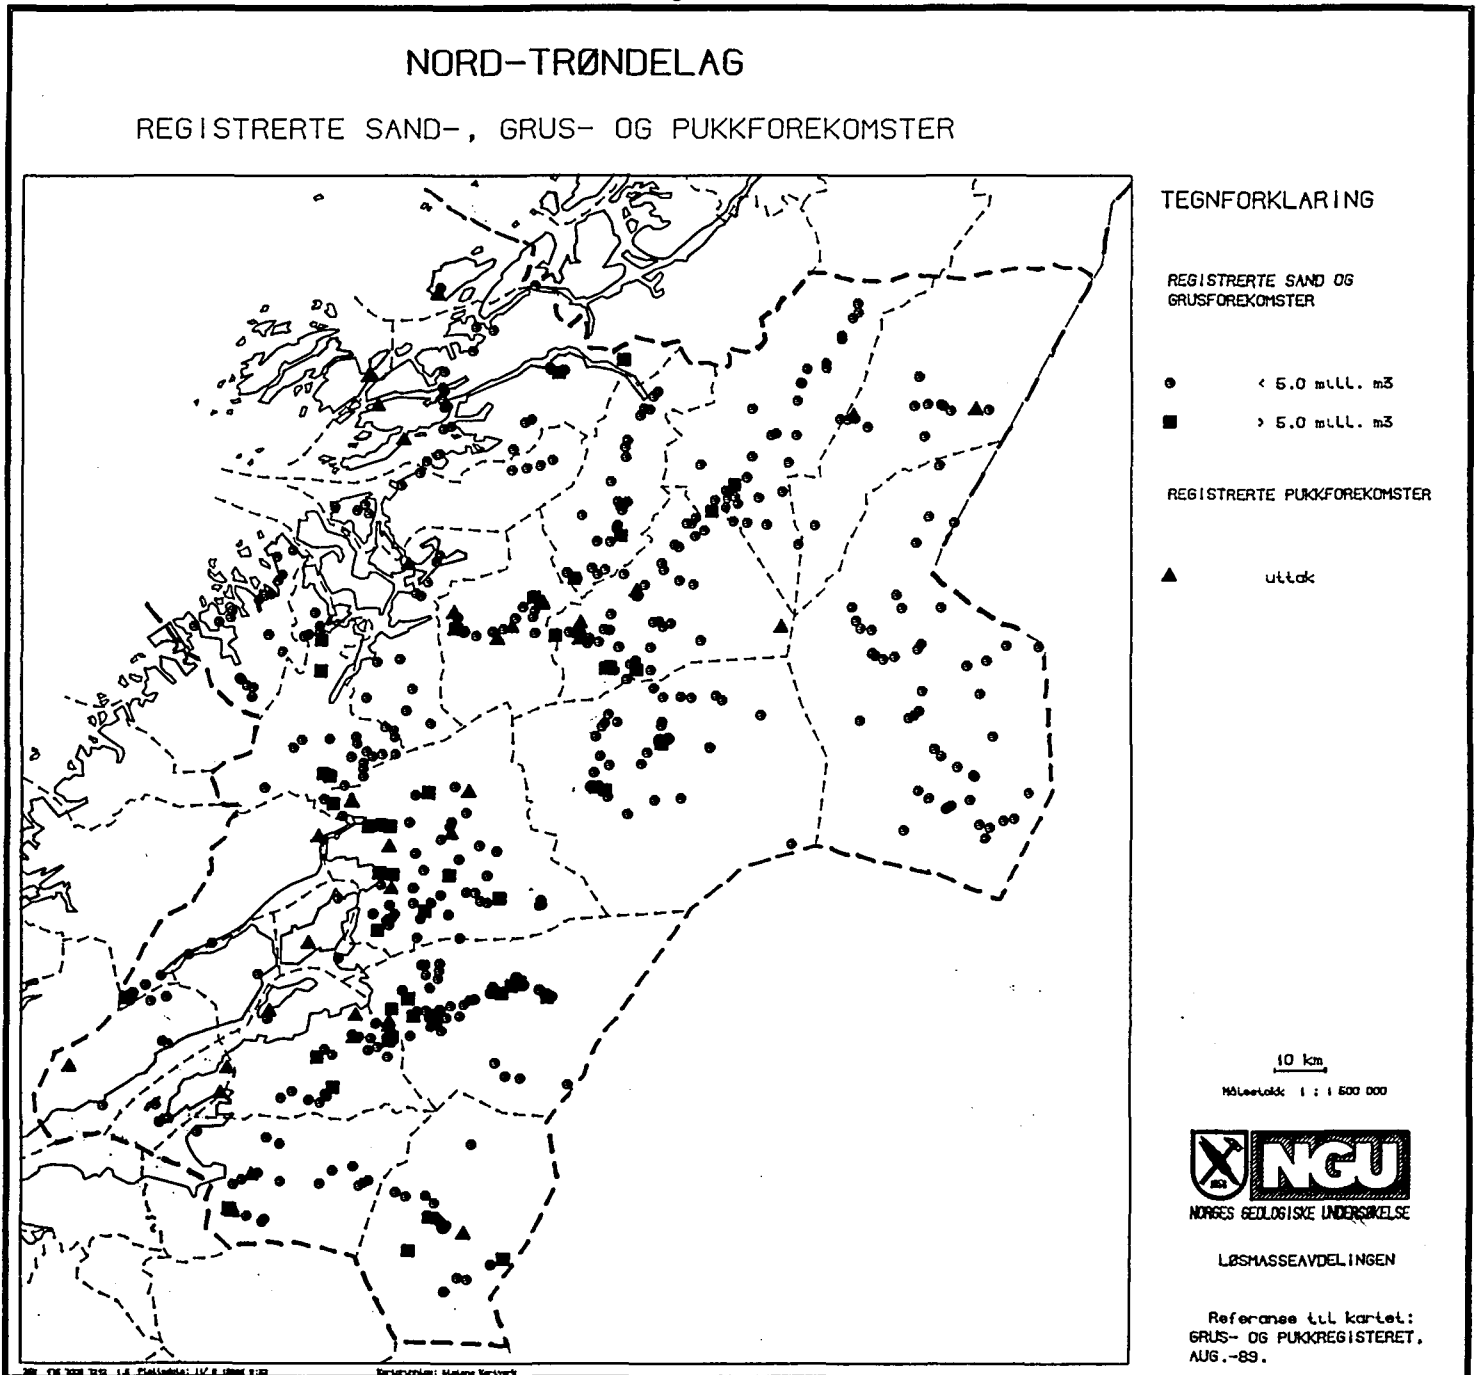 NORD-TRØNDELAG
REGISTRERTE SAND-, GRUS- OG PUKKFOREKOMSTER
TEGNFORKLARING
REGISTRERTE SAND OG
GRUSFOREKOMSTER
< 5.0 mill. m3
> 5.0 mill. m3
REGISTRERTE PUKKFOREKOMSTER
uttak
10 km
Målestokk 1 : 1 500 000
NGU
NORGES GEOLOGISKE UNDERSØKELSE
LØSMASSEAVDELINGEN
Referanse til kartet:
GRUS- OG PUKKREGISTERET,
AUG.-89.